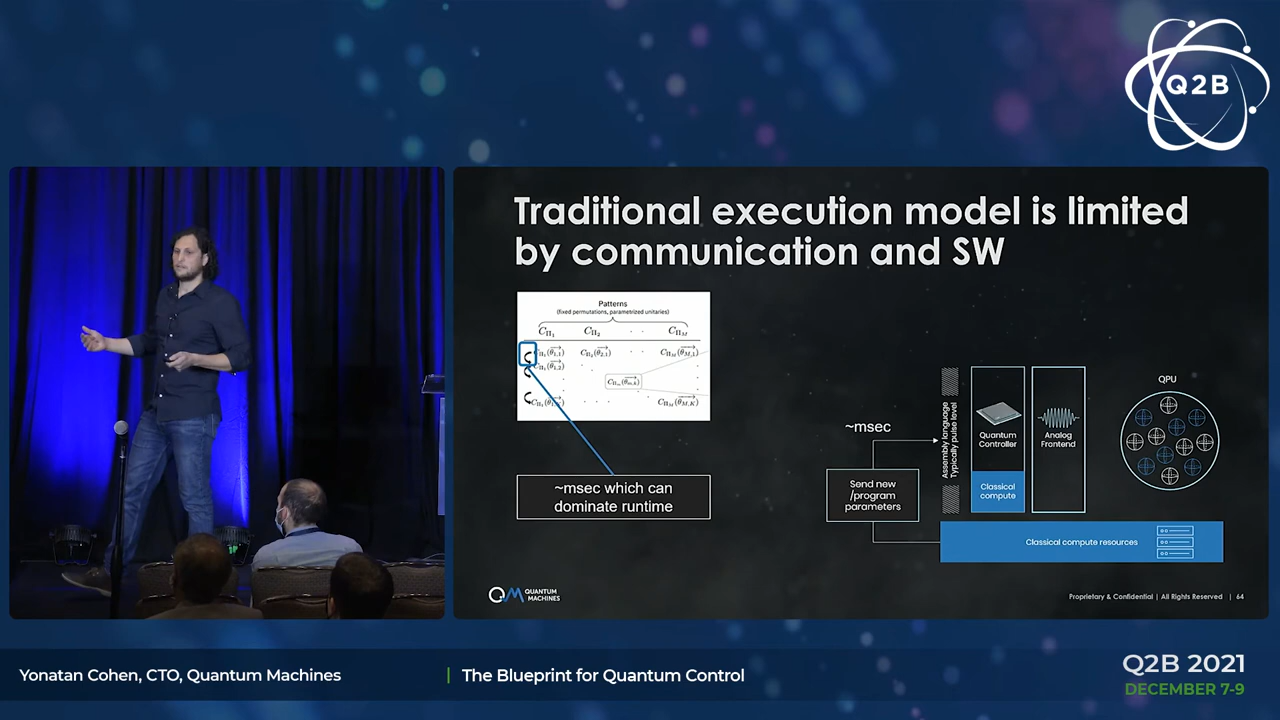 Q2B
Traditional execution model is limited
by communication and SW
Patterns
(fixed permutations, parametrized unitaries)
~msec which can
dominate runtime
~msec
Send new
/program
parameters
Assembly language
Typically pulse level
Quantum
Controller
Classical
compute
Analog
Frontend
QPU
Classical compute resources
QM QUANTUM
MACHINES
Proprietary & Confidential | All Rights Reserved | 64
Yonatan Cohen, CTO, Quantum Machines
| The Blueprint for Quantum Control
Q2B 2021
DECEMBER 7-9